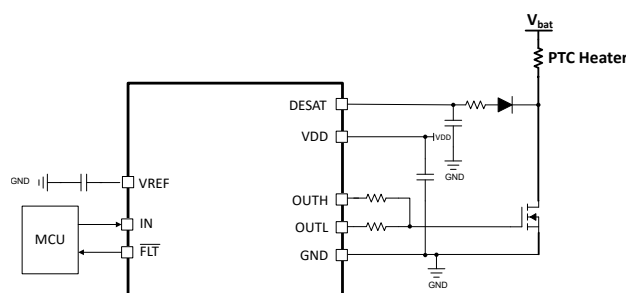 Vbat
PTC Heater
DESAT
VDD
VDD
GND
GND
VREF
OUTH
IN
MCU
OUTL
FLT
GND
GND